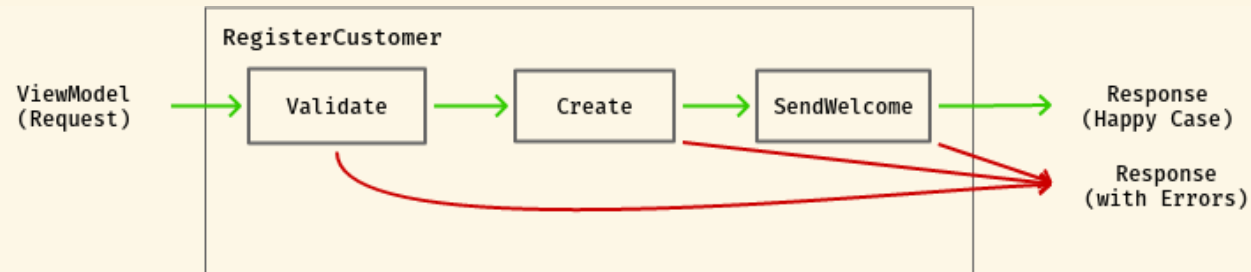 RegisterCustomer
ViewModel
(Request)
Validate
Create
SendWelcome
Response
(Happy Case)
Response
(with Errors)